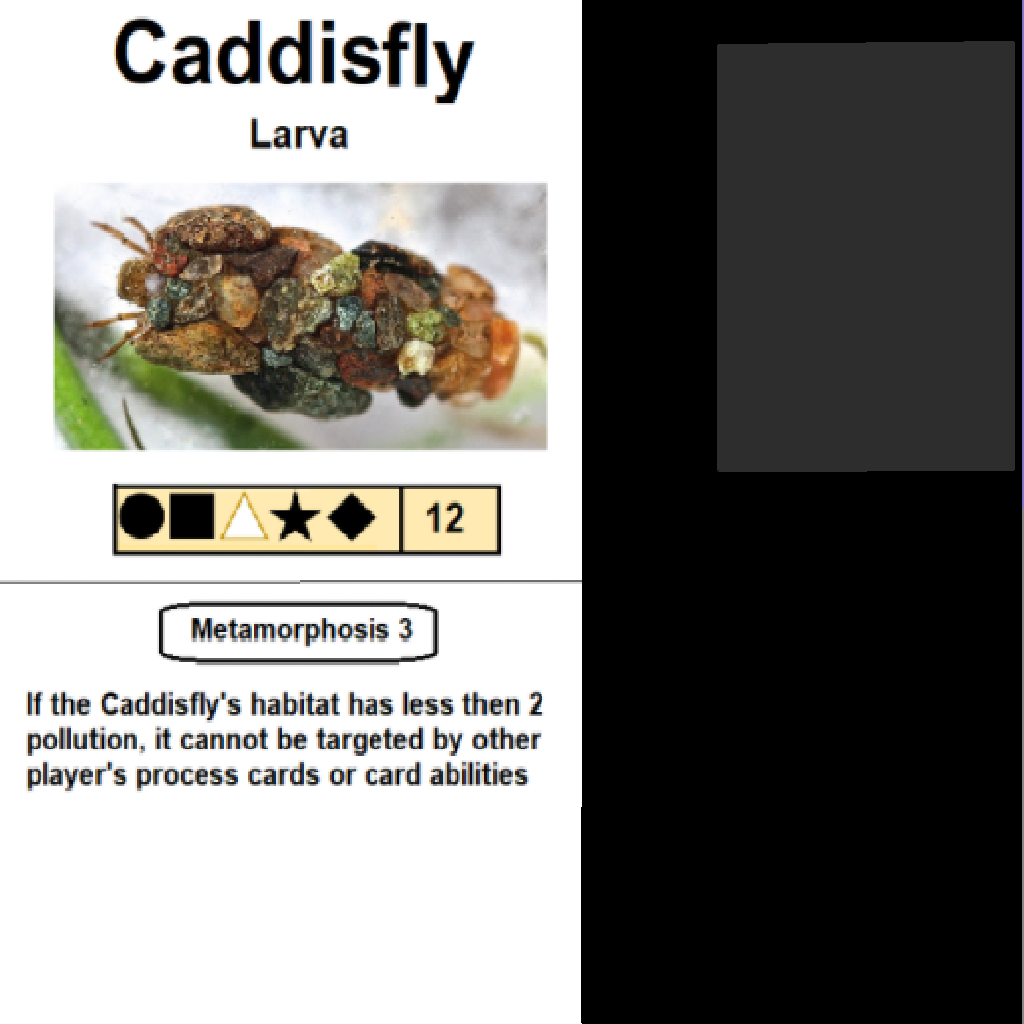 Caddisfly
Larva
12
Metamorphosis 3
If the Caddisfly's habitat has less then 2
pollution, it cannot be targeted by other
player's process cards or card abilities